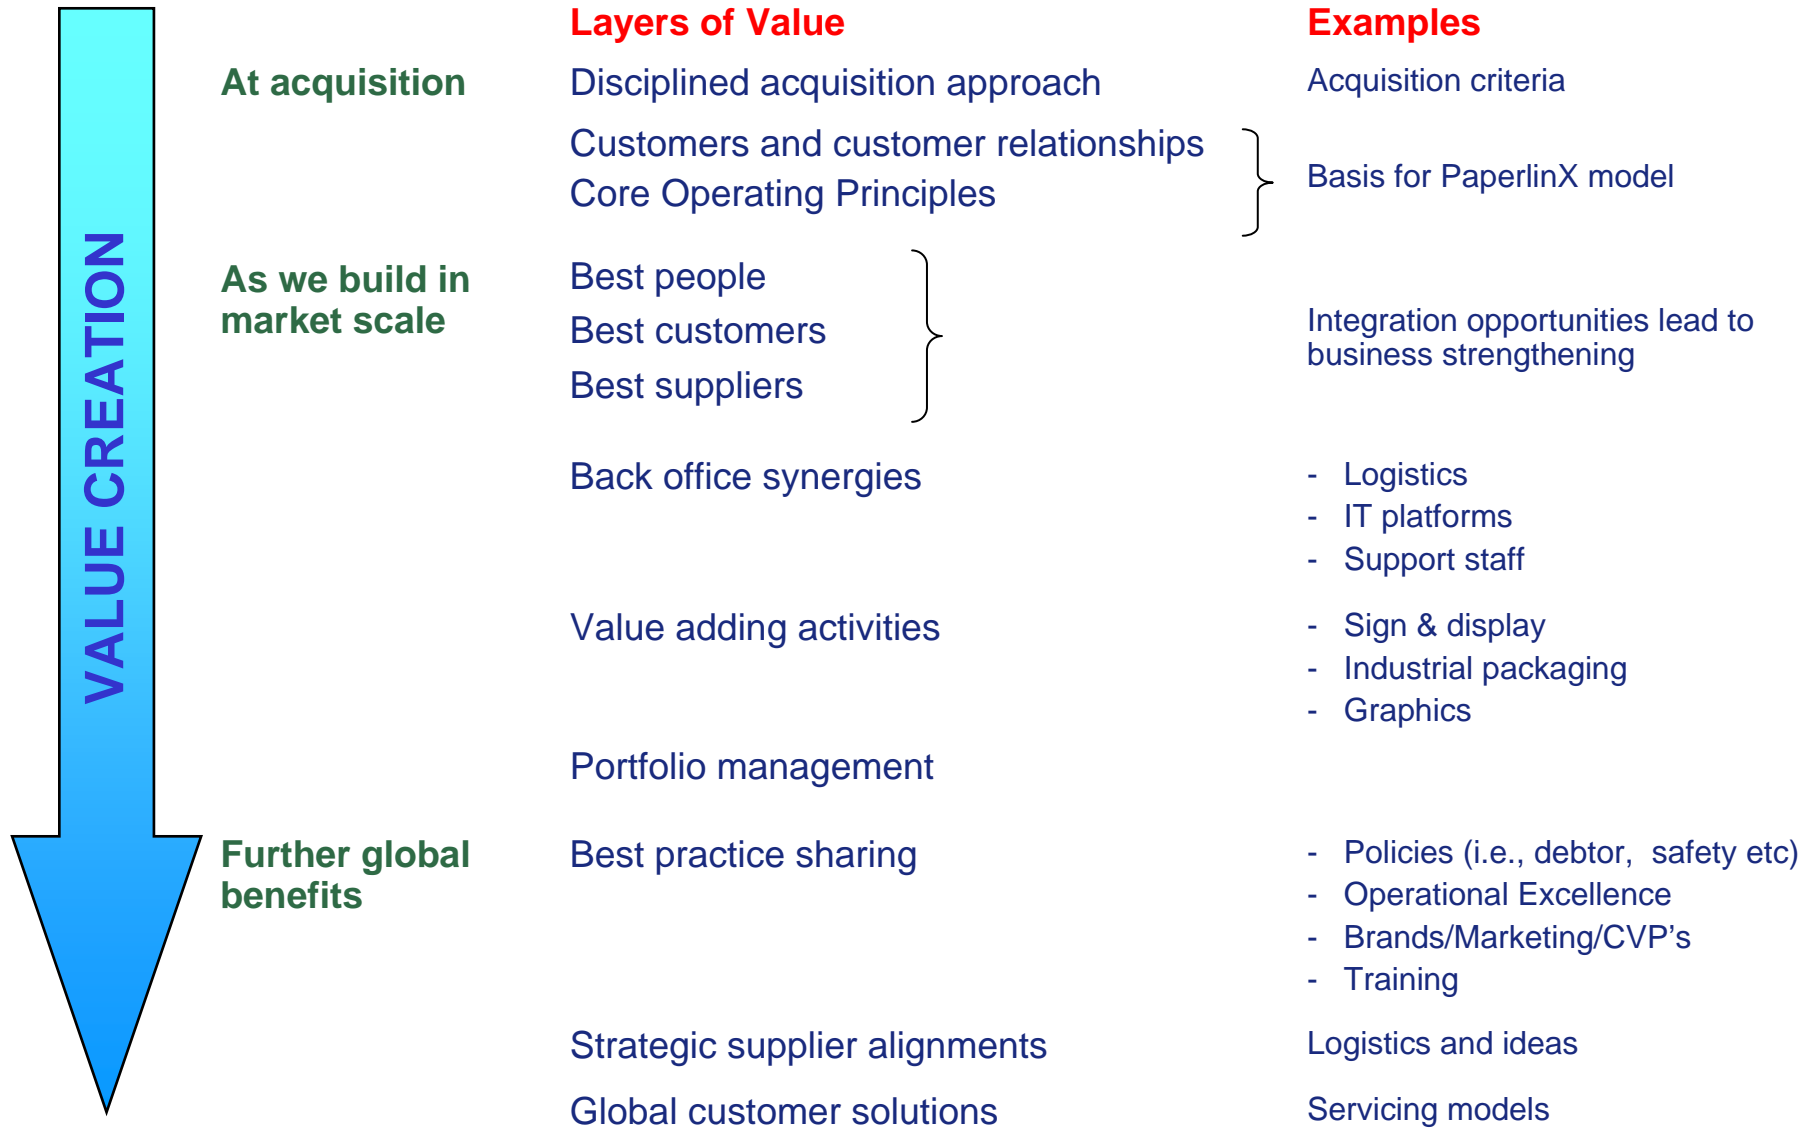 Layers of Value
Examples
At acquisition
Disciplined acquisition approach
Acquisition criteria
Customers and customer relationships
Core Operating Principles
Basis for PaperlinX model
VALUE CREATION
As we build in
market scale
Best people
Best customers
Best suppliers
Integration opportunities lead to
business strengthening
Back office synergies
- Logistics
- IT platforms
- Support staff
Value adding activities
- Sign & display
- Industrial packaging
- Graphics
Portfolio management
Further global
benefits
Best practice sharing
- Policies (i.e., debtor,  safety etc)
- Operational Excellence
- Brands/Marketing/CVP’s
- Training
Strategic supplier alignments
Logistics and ideas
Global customer solutions
Servicing models